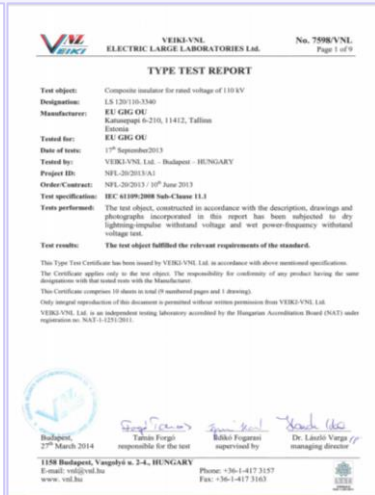 VNL
VEIKI
VEIKI-VNL
ELECTRIC LARGE LABORATORIES Ltd.
No. 7598/VNL
Page 1 of 9
TYPE TEST REPORT
Test object: Composite insulator for rated voltage of 110 kV
Designation: LS 120/110-3340
Manufacturer: EU GIG OU
Katusepapi 6-210, 11412, Tallinn
Estonia
Tested for: EU GIG OU
Date of tests: 17th September2013
Tested by: VEIKI-VNL Ltd. – Budapest – HUNGARY
Project ID: NFL-20/2013/A1
Order/Contract: NFL-20/2013 / 10th June 2013
Test specification: IEC 61109:2008 Sub-Clause 11.1
Tests performed: The test object, constructed in accordance with the description, drawings and
photographs incorporated in this report has been subjected to dry
lightning-impulse withstand voltage and wet power-frequency withstand
voltage test.
Test results: The test object fulfilled the relevant requirements of the standard.
This Type Test Certificate has been issued by VEIKI-VNL Ltd. in accordance with above mentioned specifications.
The Certificate applies only to the test object. The responsibility for conformity of any product having the same
designations with that tested rests with the Manufacturer.
This Certificate comprises 10 sheets in total (9 numbered pages and 1 drawing).
Only integral reproduction of this document is permitted without written permission from VEIKI-VNL Ltd.
VEIKI-VNL Ltd. is an independent testing laboratory accredited by the Hungarian Accreditation Board (NAT) under
registration no. NAT-1-1251/2011.
Budapest,
27th March 2014
Tamás Forgó
responsible for the test
Ildikó Fogarasi
supervised by
Dr. László Varga
managing director
1158 Budapest, Vasgolyó u. 2-4., HUNGARY
E-mail: vnl@vnl.hu
www. vnl.hu
Phone: +36-1-417 3157
Fax: +36-1-417 3163